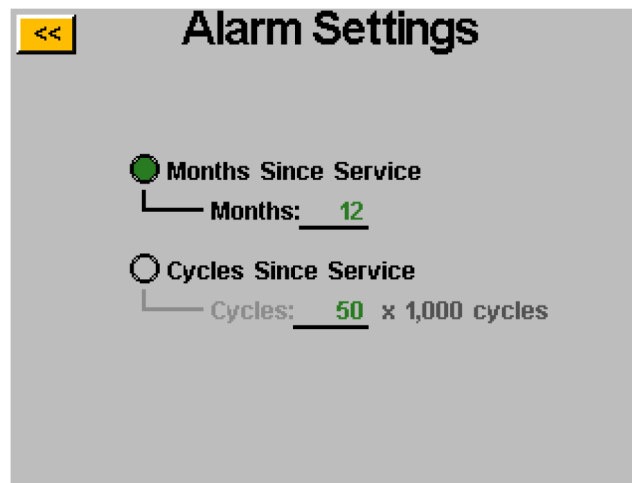 <<
Alarm Settings
Months Since Service
Months: 12
Cycles Since Service
Cycles: 50 x 1,000 cycles